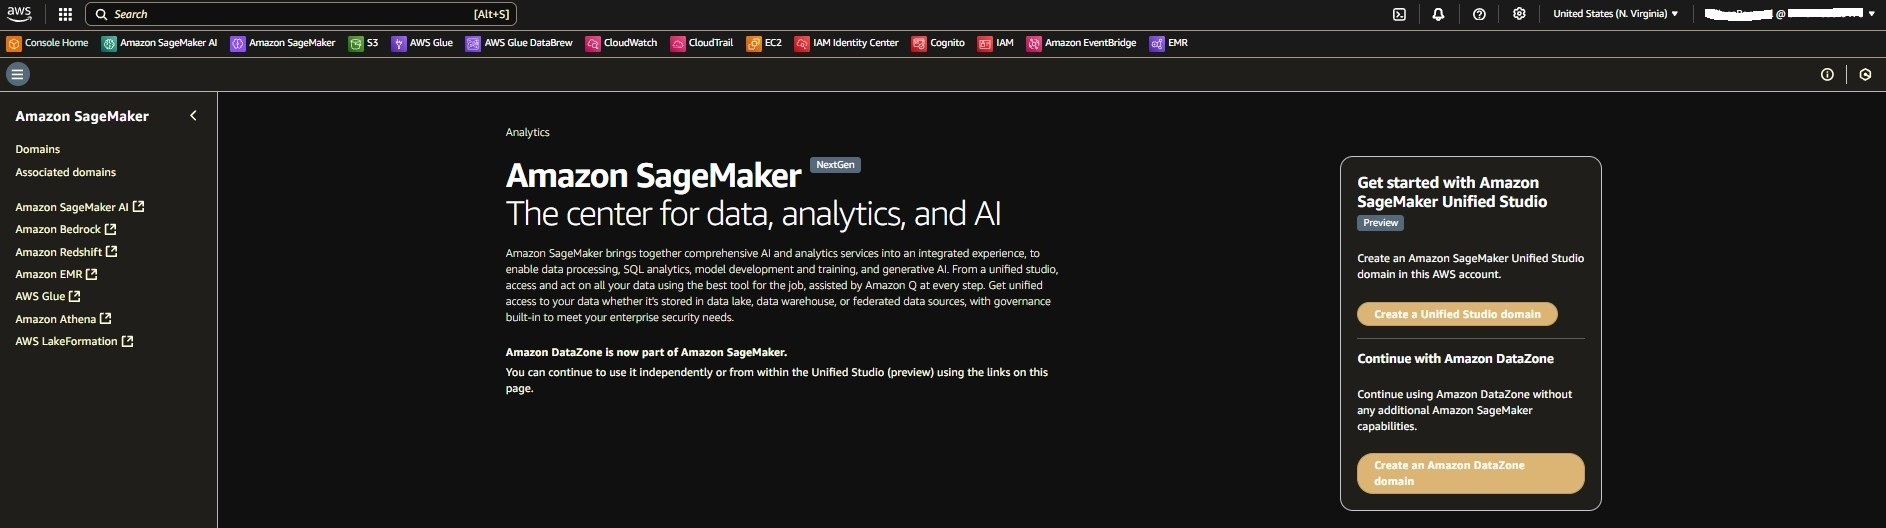 aws
Search [Alt+S]
United States (N. Virginia)
@
Console Home Amazon SageMaker AI Amazon SageMaker S3 AWS Glue AWS Glue DataBrew CloudWatch CloudTrail EC2 IAM Identity Center Cognito IAM Amazon EventBridge EMR
Amazon SageMaker
Domains
Associated domains
Amazon SageMaker AI
Amazon Bedrock
Amazon Redshift
Amazon EMR
AWS Glue
Amazon Athena
AWS LakeFormation
Analytics
Amazon SageMaker NextGen
The center for data, analytics, and AI
Amazon SageMaker brings together comprehensive AI and analytics services into an integrated experience, to
enable data processing, SQL analytics, model development and training, and generative AI. From a unified studio,
access and act on all your data using the best tool for the job, assisted by Amazon Q at every step. Get unified
access to your data whether it's stored in data lake, data warehouse, or federated data sources, with governance
built-in to meet your enterprise security needs.
Amazon DataZone is now part of Amazon SageMaker.
You can continue to use it independently or from within the Unified Studio (preview) using the links on this
page.
Get started with Amazon
SageMaker Unified Studio
Preview
Create an Amazon SageMaker Unified Studio
domain in this AWS account.
Create a Unified Studio domain
Continue with Amazon DataZone
Continue using Amazon DataZone without
any additional Amazon SageMaker
capabilities.
Create an Amazon DataZone
domain